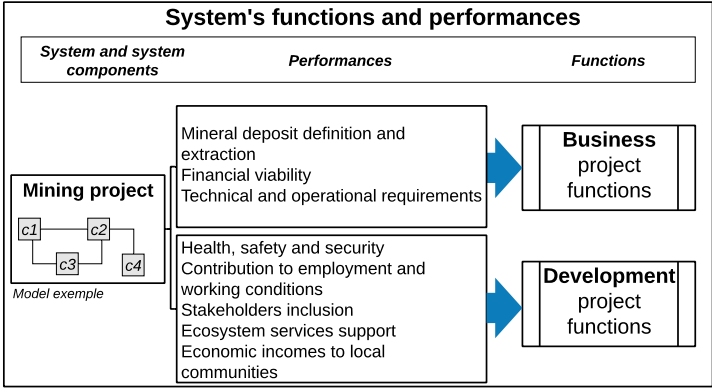 System's functions and performances
System and system
components
Performances
Functions
Mining project
c1
c2
c3
c4
Model exemple
Mineral deposit definition and
extraction
Financial viability
Technical and operational requirements
Business
project
functions
Health, safety and security
Contribution to employment and
working conditions
Stakeholders inclusion
Ecosystem services support
Economic incomes to local
communities
Development
project
functions